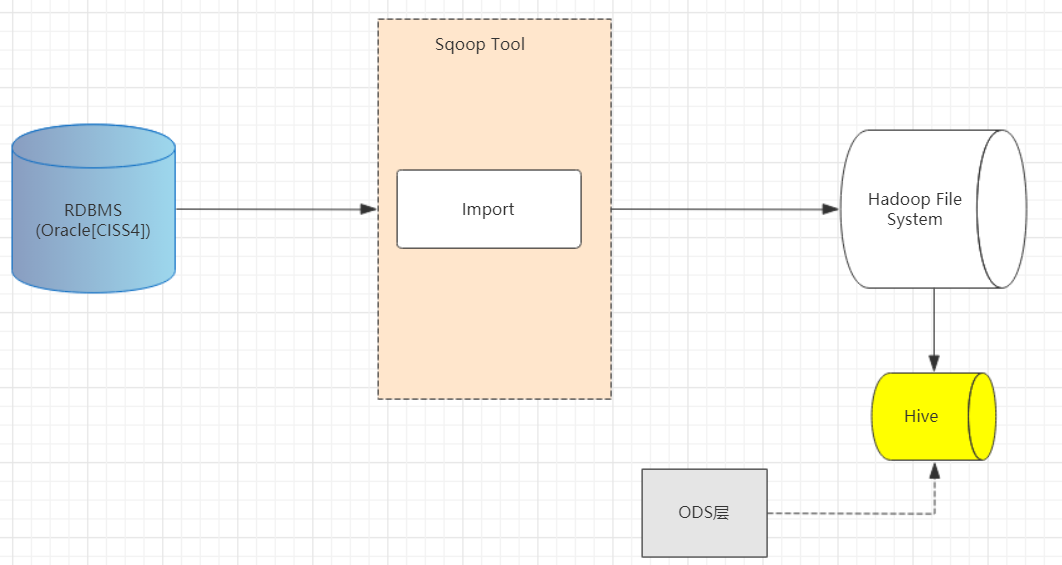 Sqoop Tool
RDBMS
(Oracle[CISS4])
Import
Hadoop File
System
Hive
ODS层